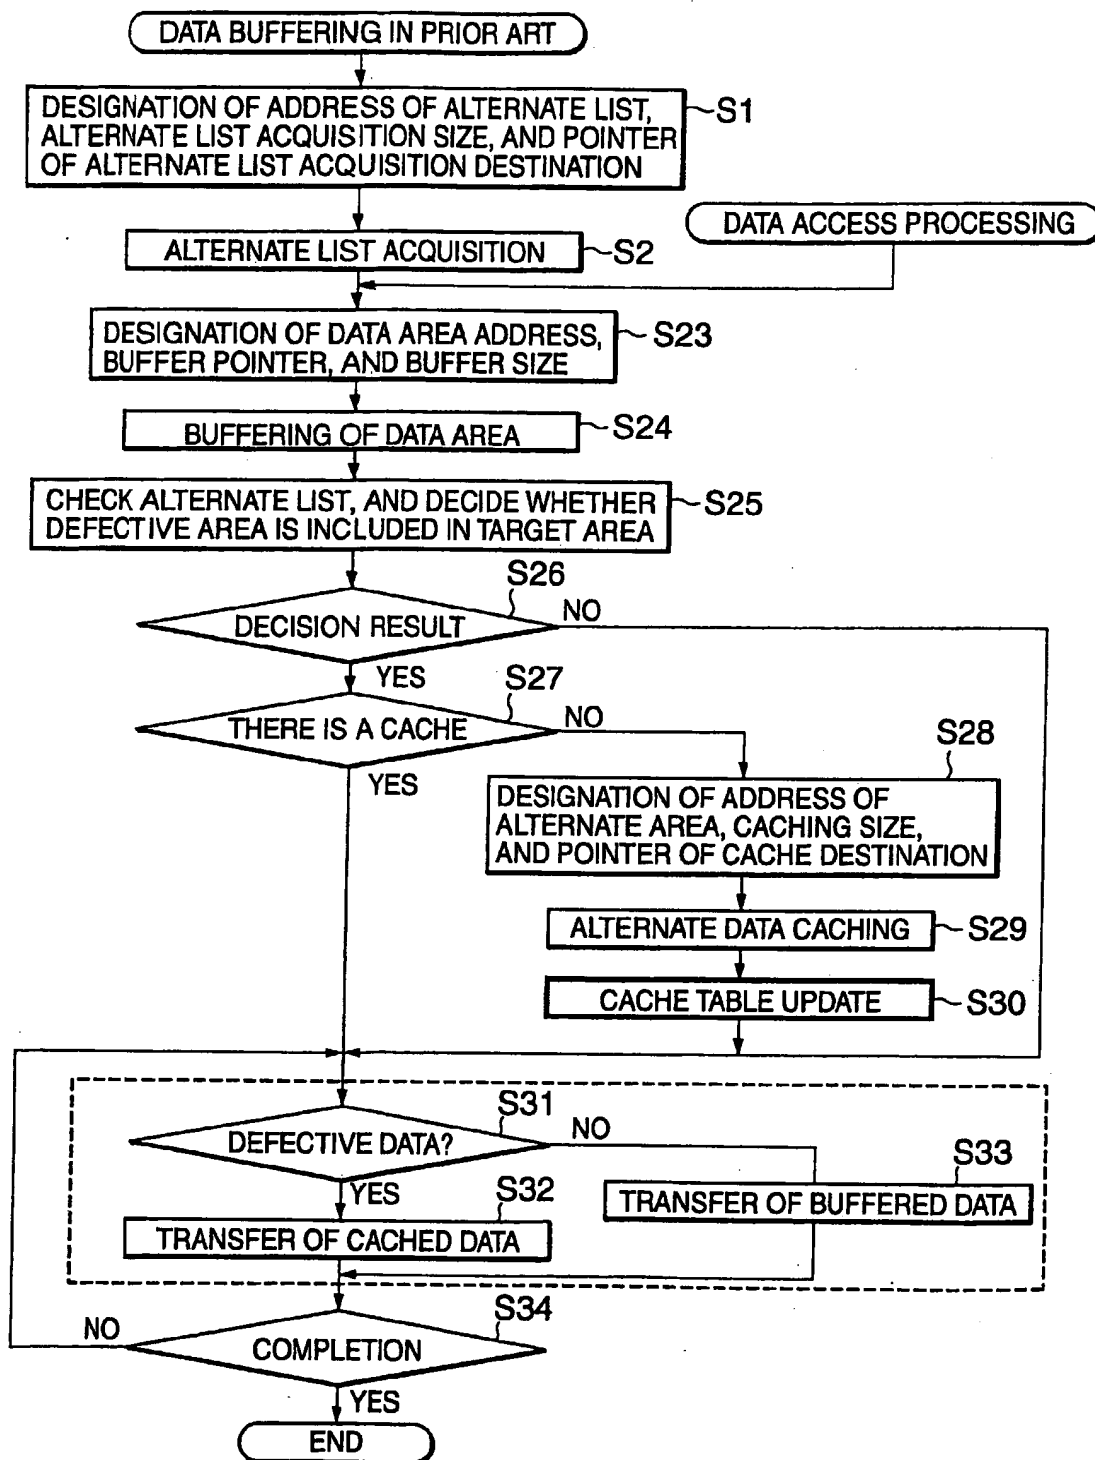 DATA BUFFERING IN PRIOR ART
DESIGNATION OF ADDRESS OF ALTERNATE LIST,
ALTERNATE LIST ACQUISITION SIZE, AND POINTER
OF ALTERNATE LIST ACQUISITION DESTINATION
S1
DATA ACCESS PROCESSING
ALTERNATE LIST ACQUISITION
S2
DESIGNATION OF DATA AREA ADDRESS,
BUFFER POINTER, AND BUFFER SIZE
S23
BUFFERING OF DATA AREA
S24
CHECK ALTERNATE LIST, AND DECIDE WHETHER
DEFECTIVE AREA IS INCLUDED IN TARGET AREA
S25
S26
DECISION RESULT
NO
YES
S27
THERE IS A CACHE
NO
YES
S28
DESIGNATION OF ADDRESS OF
ALTERNATE AREA, CACHING SIZE,
AND POINTER OF CACHE DESTINATION
ALTERNATE DATA CACHING
S29
CACHE TABLE UPDATE
S30
S31
DEFECTIVE DATA?
NO
YES
S32
TRANSFER OF CACHED DATA
S33
TRANSFER OF BUFFERED DATA
S34
COMPLETION
NO
YES
END